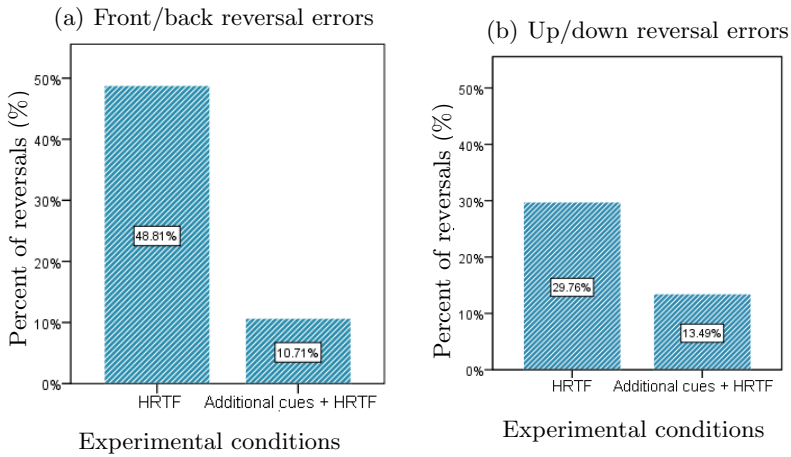 (a) Front/back reversal errors
Percent of reversals (%)
50%
40%
30%
20%
10%
0%
48.81%
10.71%
HRTF
Additional cues + HRTF
Experimental conditions
(b) Up/down reversal errors
Percent of reversals (%)
50%
40%
30%
20%
10%
0%
29.76%
13.49%
HRTF
Additional cues + HRTF
Experimental conditions